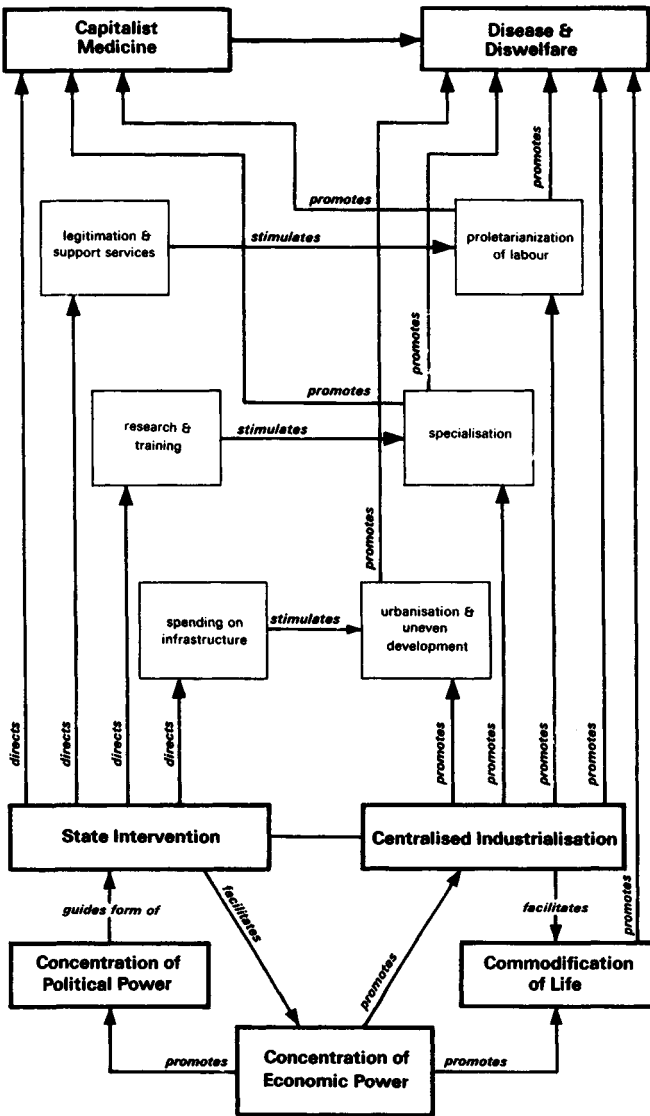 Capitalist
Medicine
Disease &
Diswelfare
promotes
promotes
legitimation &
support services
stimulates
proletarianization
of labour
promotes
promotes
research &
training
stimulates
specialisation
promotes
spending on
infrastructure
stimulates
urbanisation &
uneven
development
directs
directs
directs
directs
promotes
promotes
promotes
promotes
State Intervention
Centralised Industrialisation
guides form of
facilitates
promotes
facilitates
promotes
Concentration of
Political Power
Commodification
of Life
promotes
Concentration of
Economic Power
promotes